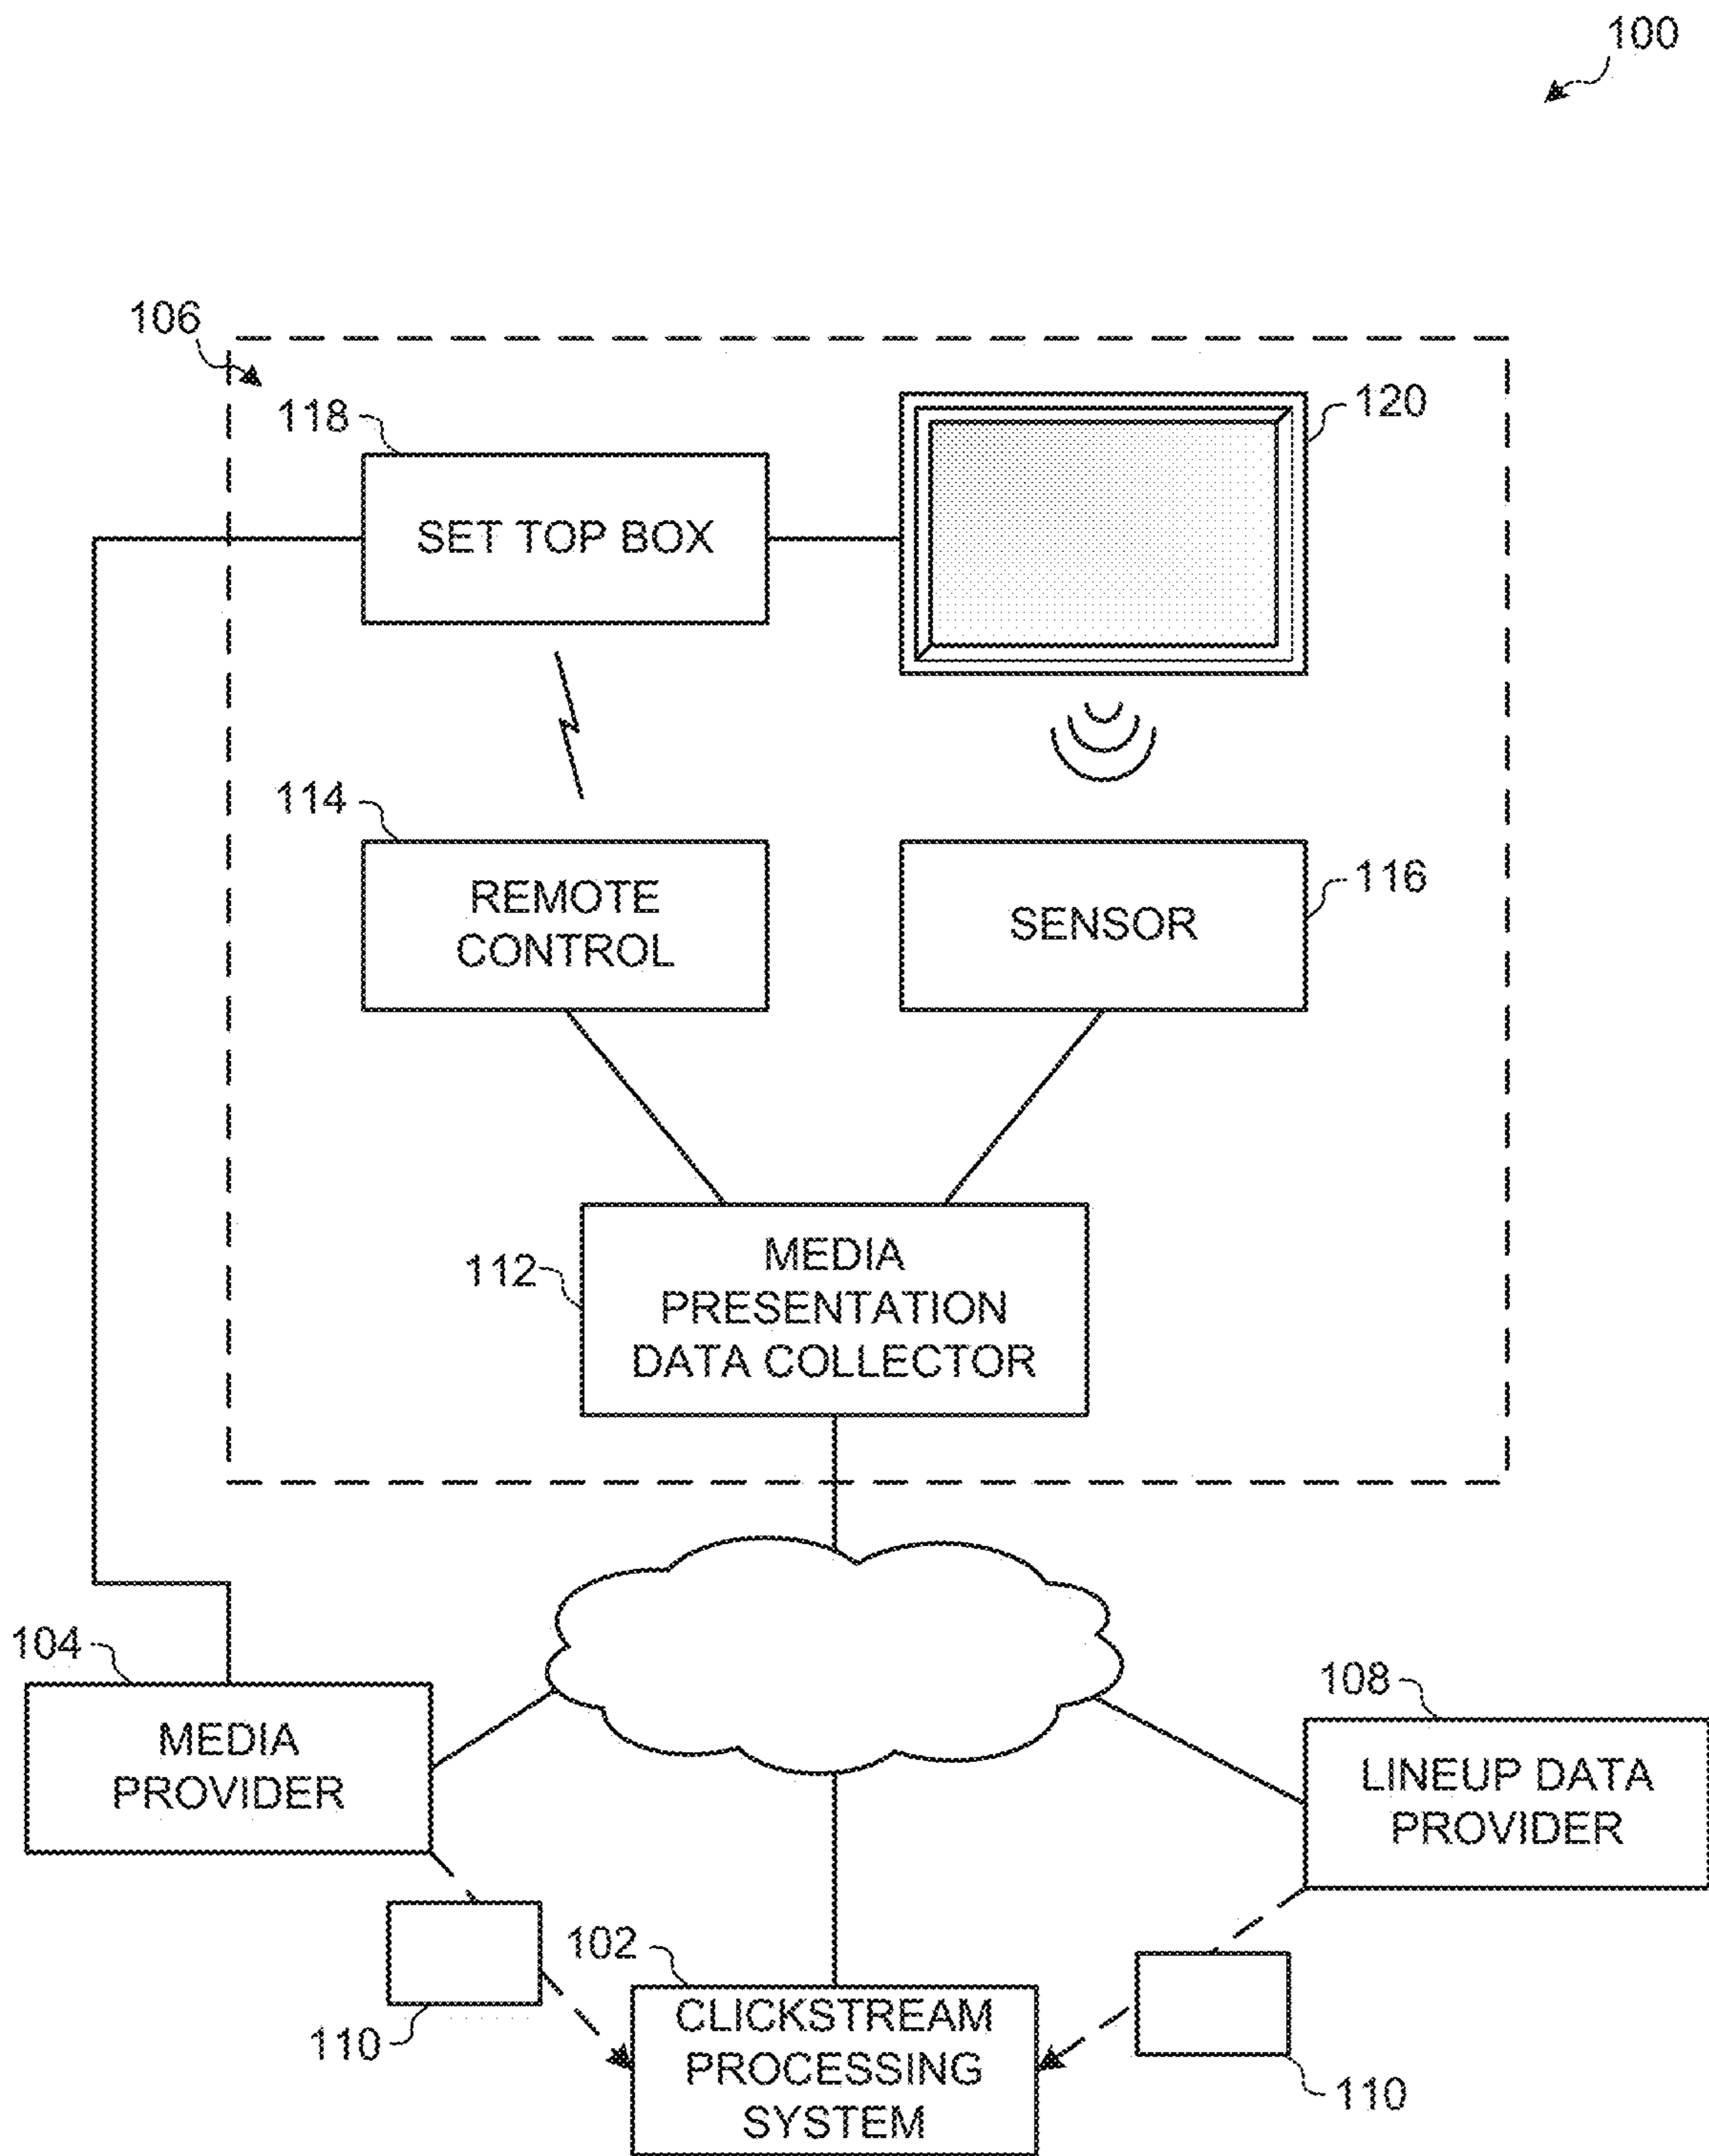 100
106
118
120
SET TOP BOX
114
REMOTE
CONTROL
116
SENSOR
112
MEDIA
PRESENTATION
DATA COLLECTOR
104
MEDIA
PROVIDER
108
LINEUP DATA
PROVIDER
102
110
CLICKSTREAM
PROCESSING
SYSTEM
110